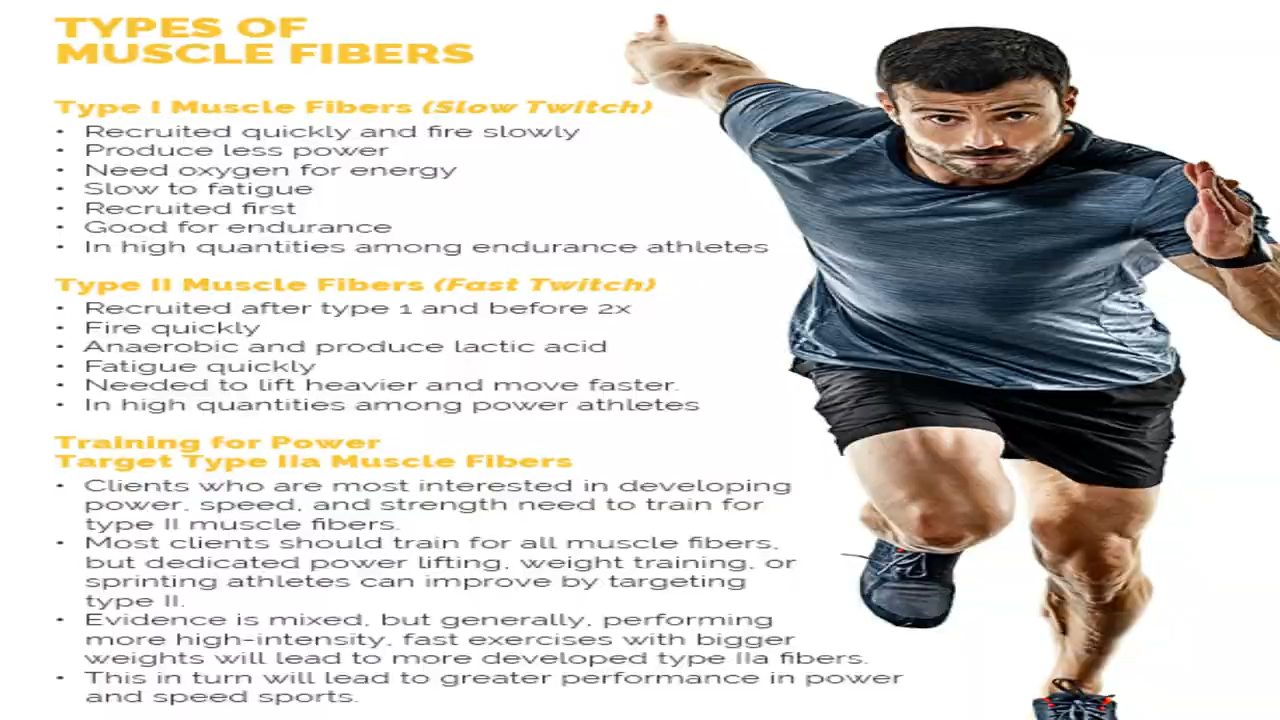 TYPES OF
MUSCLE FIBERS
Type I Muscle Fibers (Slow Twitch)
• Recruited quickly and fire slowly
• Produce less power
• Need oxygen for energy
• Slow to fatigue
• Recruited first
• Good for endurance
• In high quantities among endurance athletes
Type II Muscle Fibers (Fast Twitch)
• Recruited after type 1 and before 2x
• Fire quickly
• Anaerobic and produce lactic acid
• Fatigue quickly
• Needed to lift heavier and move faster.
• In high quantities among power athletes
Training for Power
Target Type IIa Muscle Fibers
• Clients who are most interested in developing
power, speed, and strength need to train for
type II muscle fibers.
• Most clients should train for all muscle fibers,
but dedicated power lifting, weight training, or
sprinting athletes can improve by targeting
type II.
• Evidence is mixed, but generally, performing
more high-intensity, fast exercises with bigger
weights will lead to more developed type IIa fibers.
• This in turn will lead to greater performance in power
and speed sports.